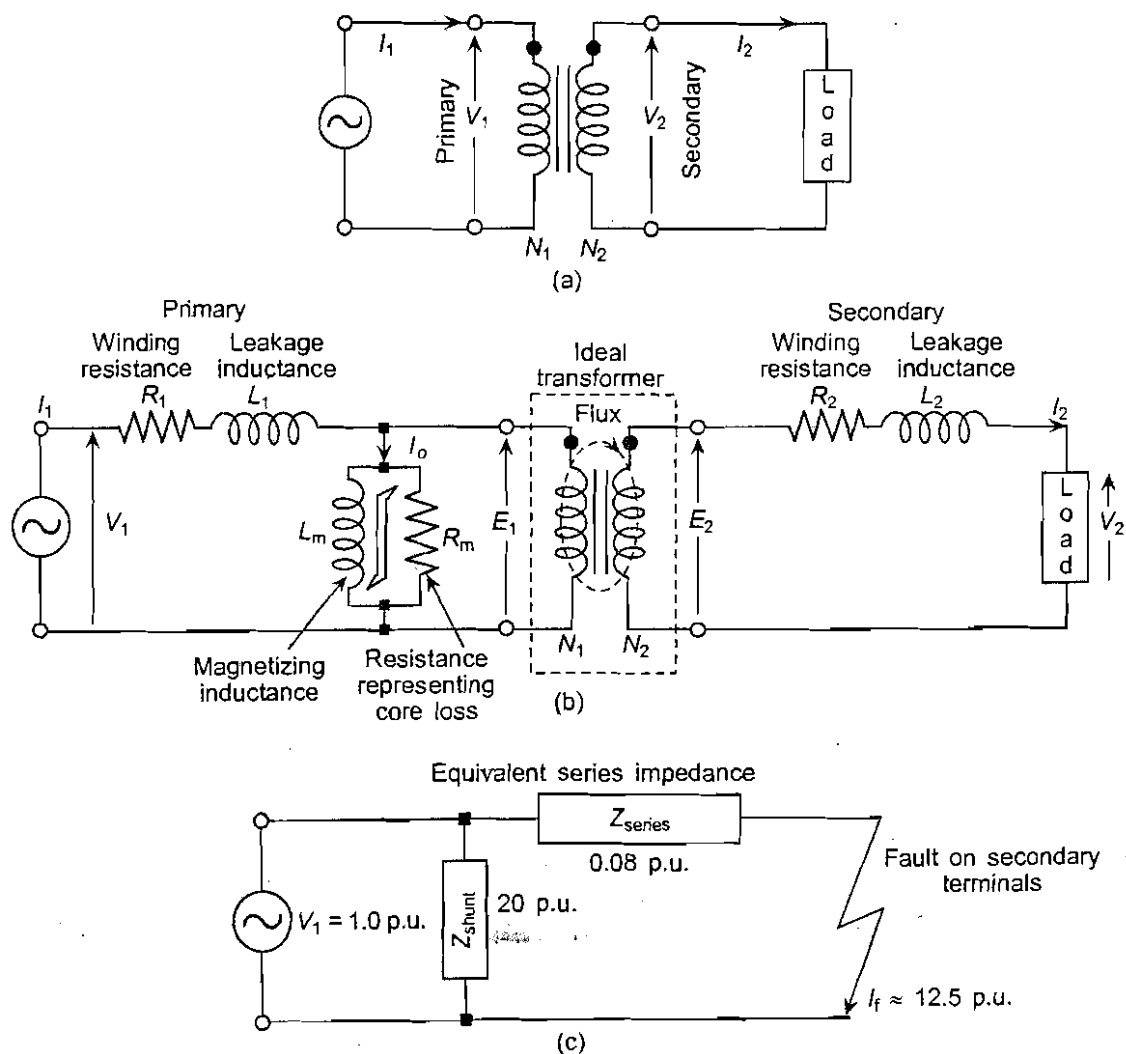 I1
I2
Primary
V1
V2
Secondary
Load
N1 N2
(a)
Primary
Secondary
Winding resistance
Leakage inductance
Ideal transformer
Winding resistance
Leakage inductance
R1
L1
Flux
R2
L2
I1
I2
Io
V1
Lm
Rm
E1
E2
Load
V2
N1 N2
Magnetizing inductance
Resistance representing core loss
(b)
Equivalent series impedance
Zseries
0.08 p.u.
Fault on secondary terminals
V1 = 1.0 p.u.
Zshunt
20 p.u.
If ≈ 12.5 p.u.
(c)